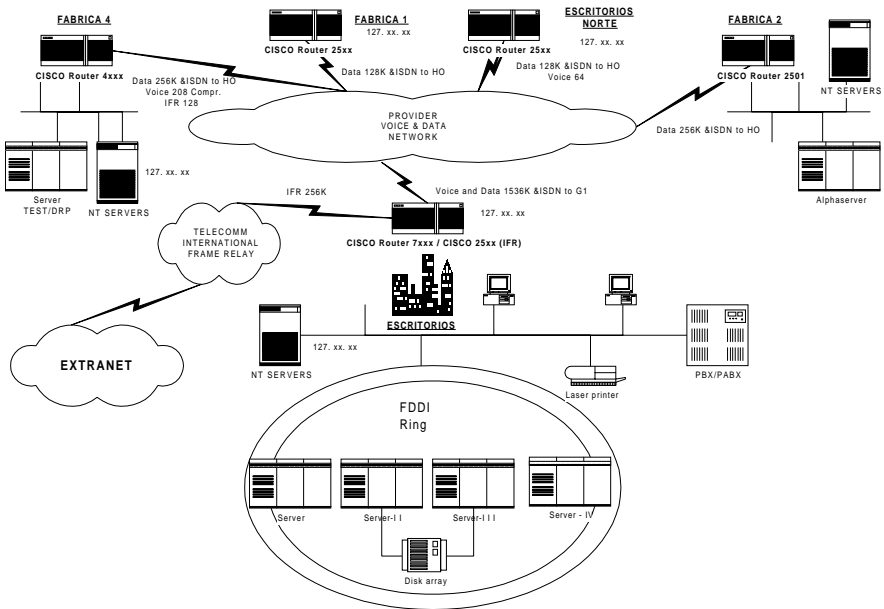 FABRICA 4
CISCO Router 4xxx
Data 256K &ISDN to HO
Voice 208 Compr.
IFR 128
Server
TEST/DRP
NT SERVERS
127. xx. xx
FABRICA 1
127. xx. xx
CISCO Router 25xx
Data 128K &ISDN to HO
ESCRITORIOS
NORTE
127. xx. xx
CISCO Router 25xx
Data 128K &ISDN to HO
Voice 64
FABRICA 2
CISCO Router 2501
NT SERVERS
Data 256K &ISDN to HO
Alphaserver
PROVIDER
VOICE & DATA
NETWORK
IFR 256K
Voice and Data 1536K &ISDN to G1
127. xx. xx
CISCO Router 7xxx / CISCO 25xx (IFR)
TELECOMM
INTERNATIONAL
FRAME RELAY
EXTRANET
ESCRITORIOS
127. xx. xx
NT SERVERS
Laser printer
PBX/PABX
FDDI
Ring
Server
Server-I I
Server-I I I
Server - IV
Disk array